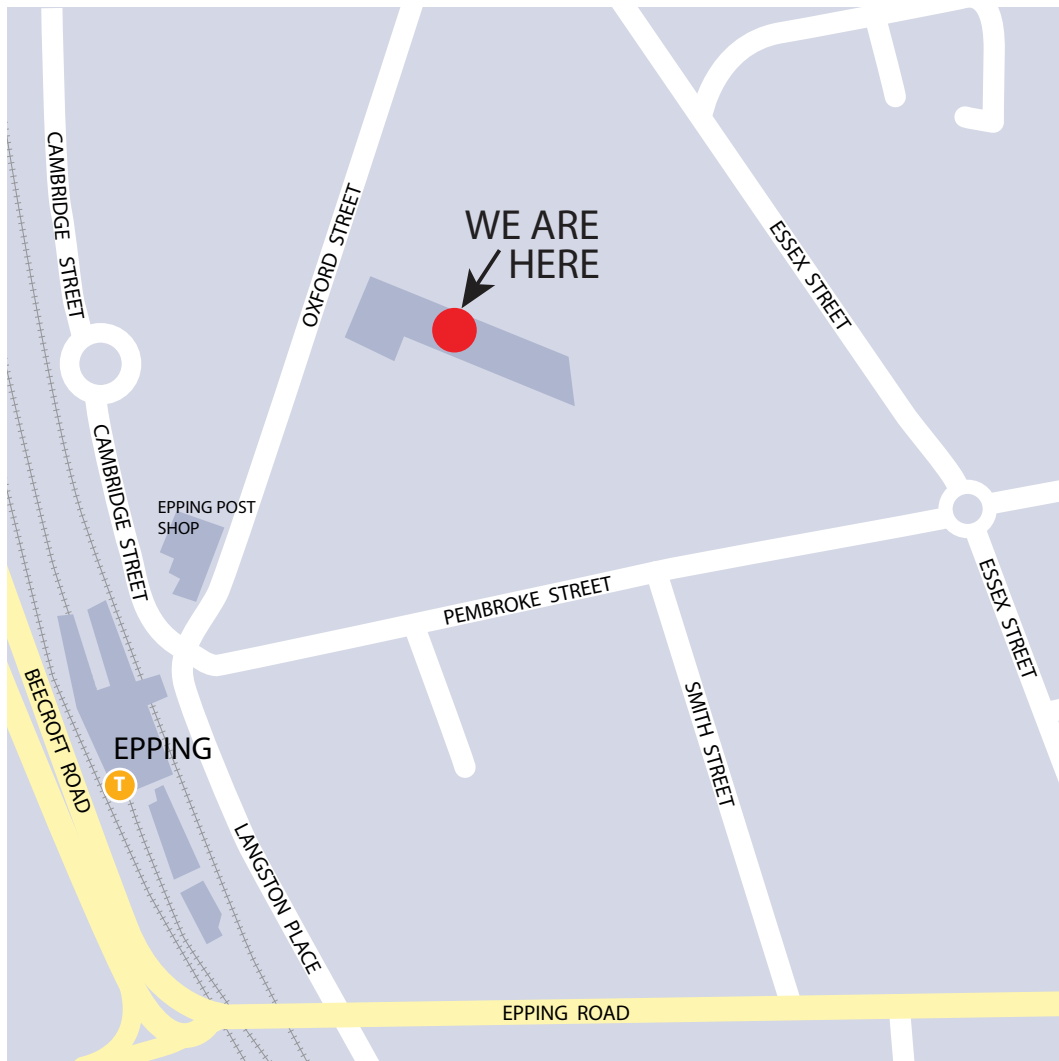 CAMBRIDGE STREET
OXFORD STREET
WE ARE
HERE
ESSEX STREET
CAMBRIDGE STREET
EPPING POST
SHOP
PEMBROKE STREET
ESSEX STREET
BEECROFT ROAD
SMITH STREET
EPPING
T
LANGSTON PLACE
EPPING ROAD